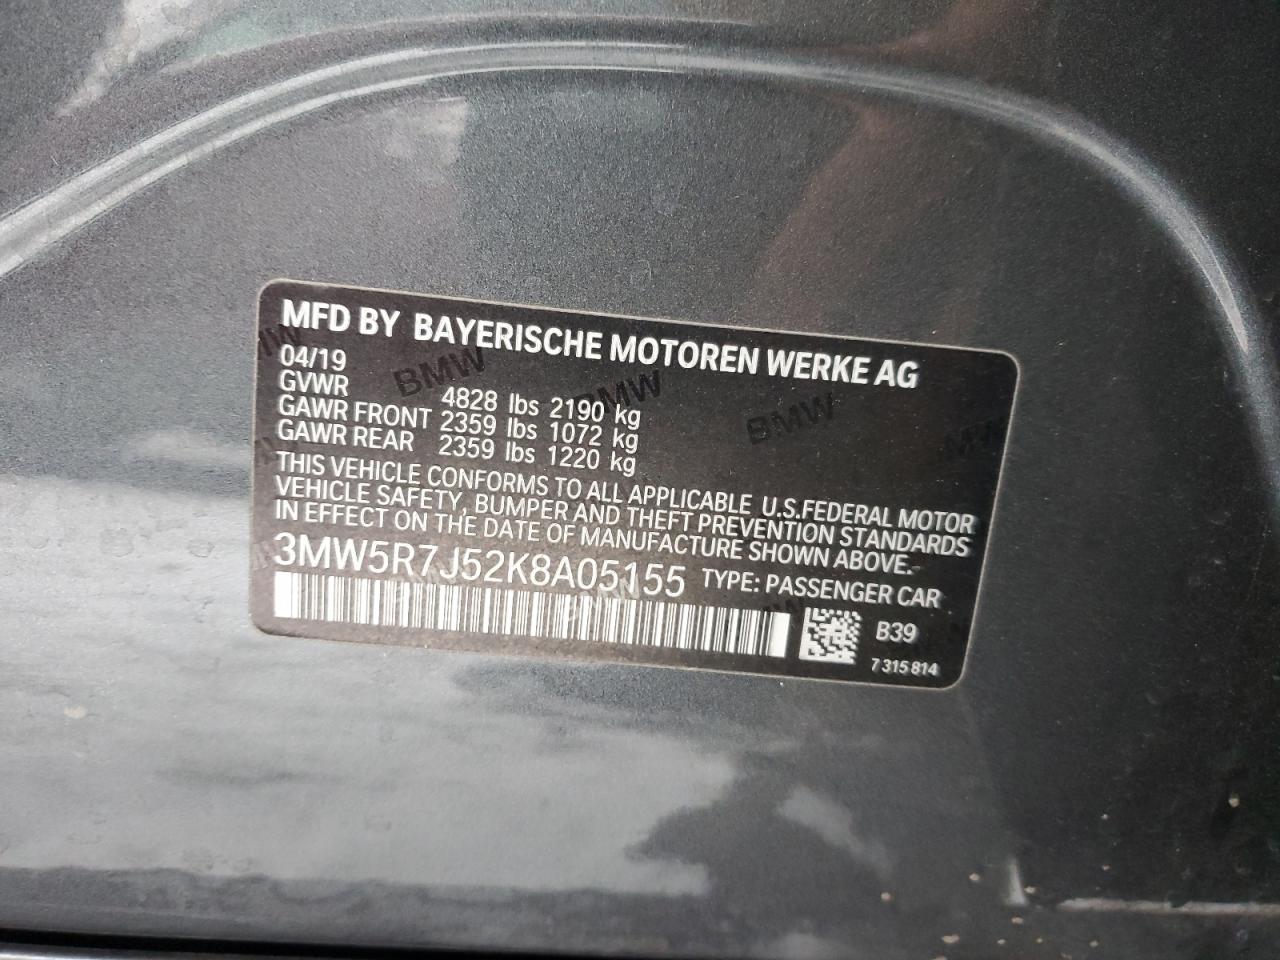 MFD BY BAYERISCHE MOTOREN WERKE AG
04/19
GVWR 4828 lbs 2190 kg
GAWR FRONT 2359 lbs 1072 kg
GAWR REAR 2359 lbs 1220 kg
THIS VEHICLE CONFORMS TO ALL APPLICABLE U.S.FEDERAL MOTOR
VEHICLE SAFETY, BUMPER AND THEFT PREVENTION STANDARDS
IN EFFECT ON THE DATE OF MANUFACTURE SHOWN ABOVE.
3MW5R7J52K8A05155 TYPE: PASSENGER CAR
B39
7 315 814
BMW BMW BMW